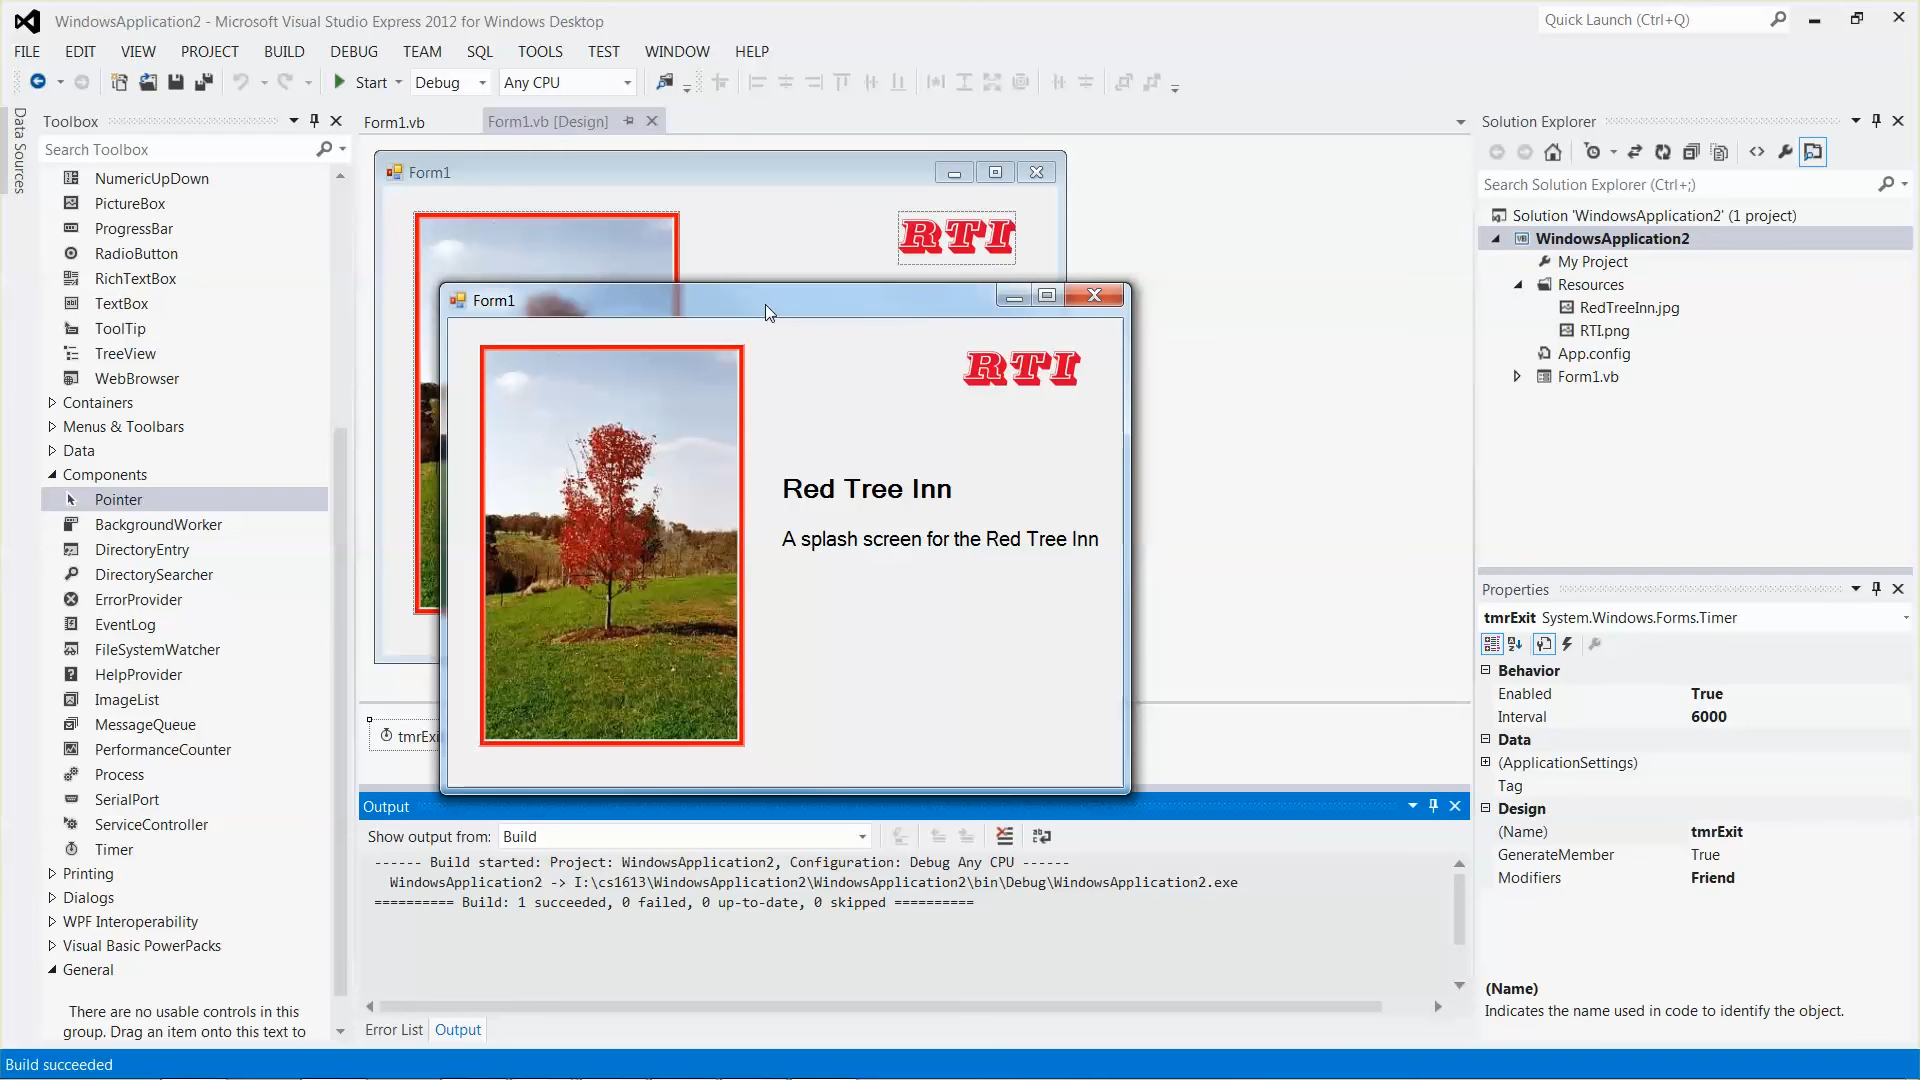 WindowsApplication2 - Microsoft Visual Studio Express 2012 for Windows Desktop
Quick Launch (Ctrl+Q)
FILE EDIT VIEW PROJECT BUILD DEBUG TEAM SQL TOOLS TEST WINDOW HELP
Start Debug Any CPU
Data Sources
Toolbox
Search Toolbox
NumericUpDown
PictureBox
ProgressBar
RadioButton
RichTextBox
TextBox
ToolTip
TreeView
WebBrowser
Containers
Menus & Toolbars
Data
Components
Pointer
BackgroundWorker
DirectoryEntry
DirectorySearcher
ErrorProvider
EventLog
FileSystemWatcher
HelpProvider
ImageList
MessageQueue
PerformanceCounter
Process
SerialPort
ServiceController
Timer
Printing
Dialogs
WPF Interoperability
Visual Basic PowerPacks
General
There are no usable controls in this
group. Drag an item onto this text to
Form1.vb Form1.vb [Design]
Form1
RTI
Form1
RTI
Red Tree Inn
A splash screen for the Red Tree Inn
tmrExi
Output
Show output from: Build
------ Build started: Project: WindowsApplication2, Configuration: Debug Any CPU ------
WindowsApplication2 -> I:\cs1613\WindowsApplication2\WindowsApplication2\bin\Debug\WindowsApplication2.exe
========== Build: 1 succeeded, 0 failed, 0 up-to-date, 0 skipped ==========
Error List Output
Solution Explorer
Search Solution Explorer (Ctrl+;)
Solution 'WindowsApplication2' (1 project)
WindowsApplication2
My Project
Resources
RedTreeInn.jpg
RTI.png
App.config
Form1.vb
Properties
tmrExit System.Windows.Forms.Timer
Behavior
Enabled True
Interval 6000
Data
(ApplicationSettings)
Tag
Design
(Name) tmrExit
GenerateMember True
Modifiers Friend
(Name)
Indicates the name used in code to identify the object.
Build succeeded